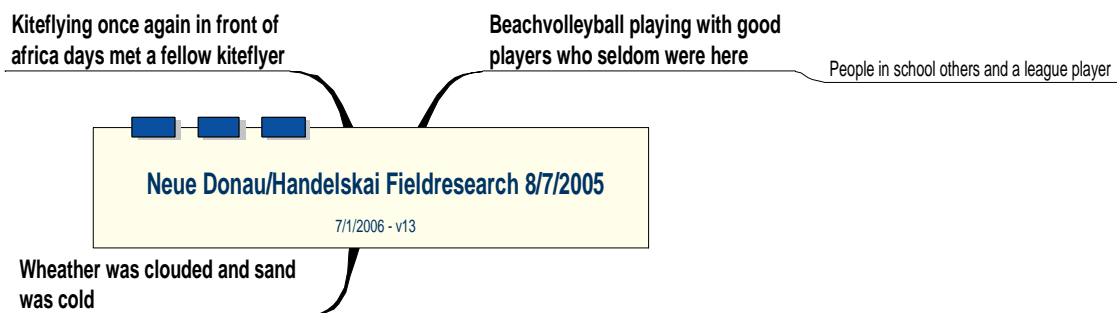 Kiteflying once again in front of
africa days met a fellow kiteflyer
Beachvolleyball playing with good
players who seldom were here
People in school others and a league player
Neue Donau/Handelskai Fieldresearch 8/7/2005
7/1/2006 - v13
Wheather was clouded and sand
was cold